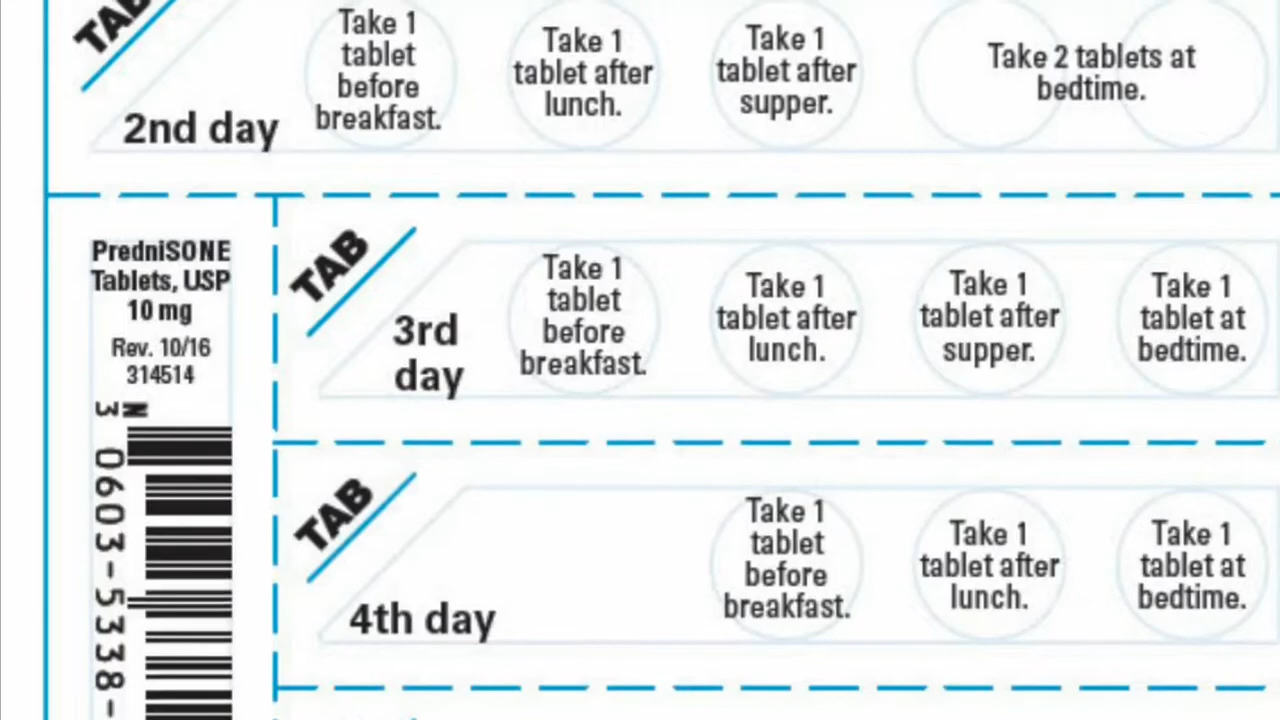 TAB
2nd day
Take 1
tablet
before
breakfast.
Take 1
tablet after
lunch.
Take 1
tablet after
supper.
Take 2 tablets at
bedtime.
PredniSONE
Tablets, USP
10 mg
Rev. 10/16
314514
N
3 0603-5338-
TAB
3rd
day
Take 1
tablet
before
breakfast.
Take 1
tablet after
lunch.
Take 1
tablet after
supper.
Take 1
tablet at
bedtime.
TAB
4th day
Take 1
tablet
before
breakfast.
Take 1
tablet after
lunch.
Take 1
tablet at
bedtime.